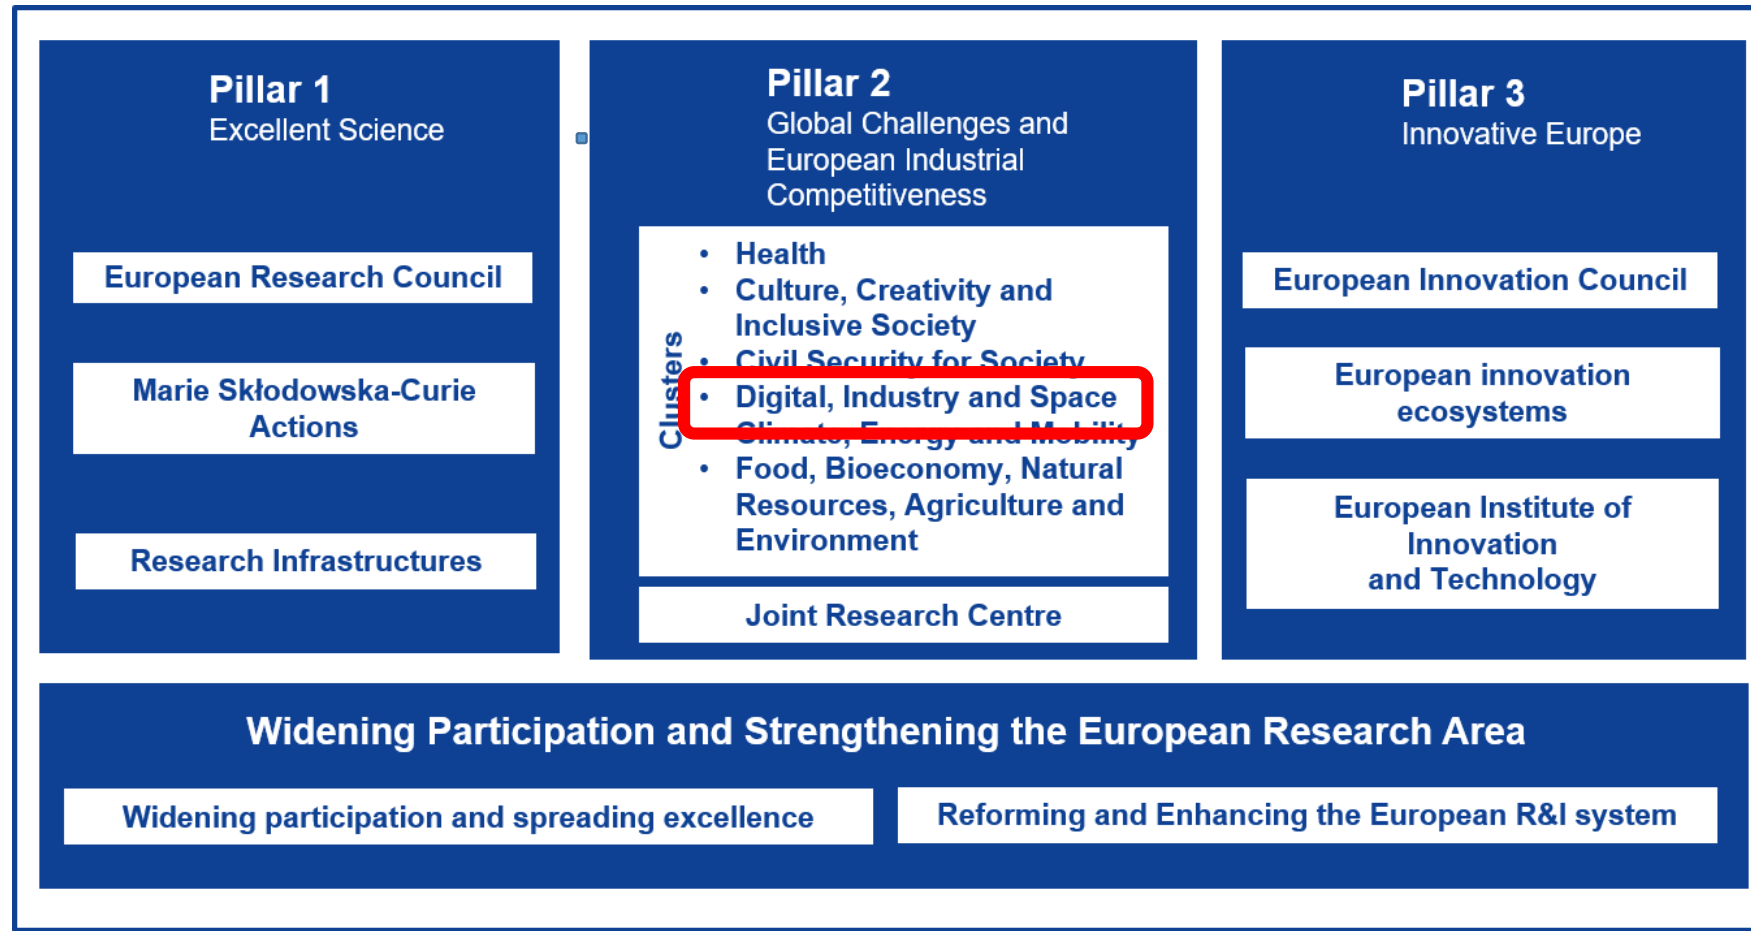 Pillar 1
Excellent Science
European Research Council
Marie Skłodowska-Curie
Actions
Research Infrastructures
Pillar 2
Global Challenges and
European Industrial
Competitiveness
Clusters
• Health
• Culture, Creativity and
Inclusive Society
• Civil Security for Society
• Digital, Industry and Space
• Climate, Energy and Mobility
• Food, Bioeconomy, Natural
Resources, Agriculture and
Environment
Joint Research Centre
Pillar 3
Innovative Europe
European Innovation Council
European innovation
ecosystems
European Institute of
Innovation
and Technology
Widening Participation and Strengthening the European Research Area
Widening participation and spreading excellence
Reforming and Enhancing the European R&I system